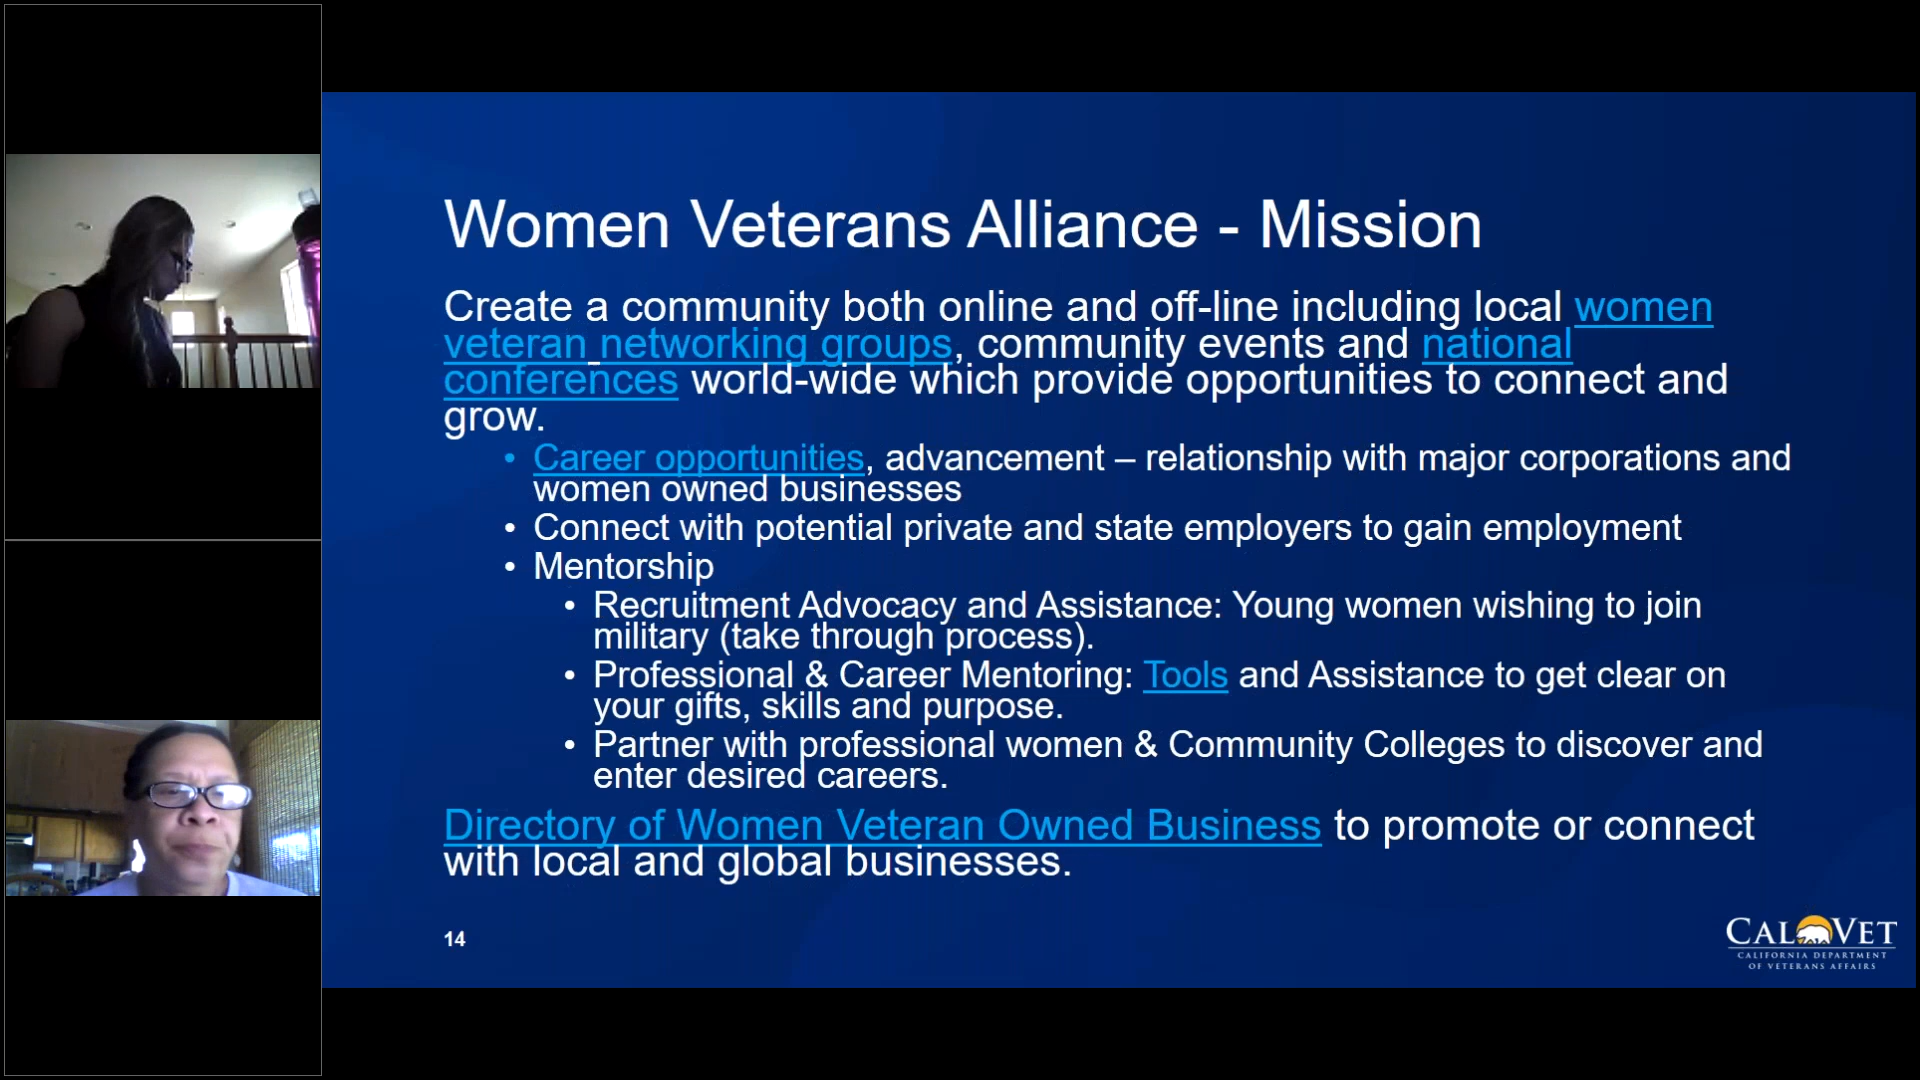 Women Veterans Alliance - Mission
Create a community both online and off-line including local women
veteran networking groups, community events and national
conferences world-wide which provide opportunities to connect and
grow.
• Career opportunities, advancement – relationship with major corporations and
women owned businesses
• Connect with potential private and state employers to gain employment
• Mentorship
• Recruitment Advocacy and Assistance: Young women wishing to join
military (take through process).
• Professional & Career Mentoring: Tools and Assistance to get clear on
your gifts, skills and purpose.
• Partner with professional women & Community Colleges to discover and
enter desired careers.
Directory of Women Veteran Owned Business to promote or connect
with local and global businesses.
14
CALVET
CALIFORNIA DEPARTMENT
OF VETERANS AFFAIRS